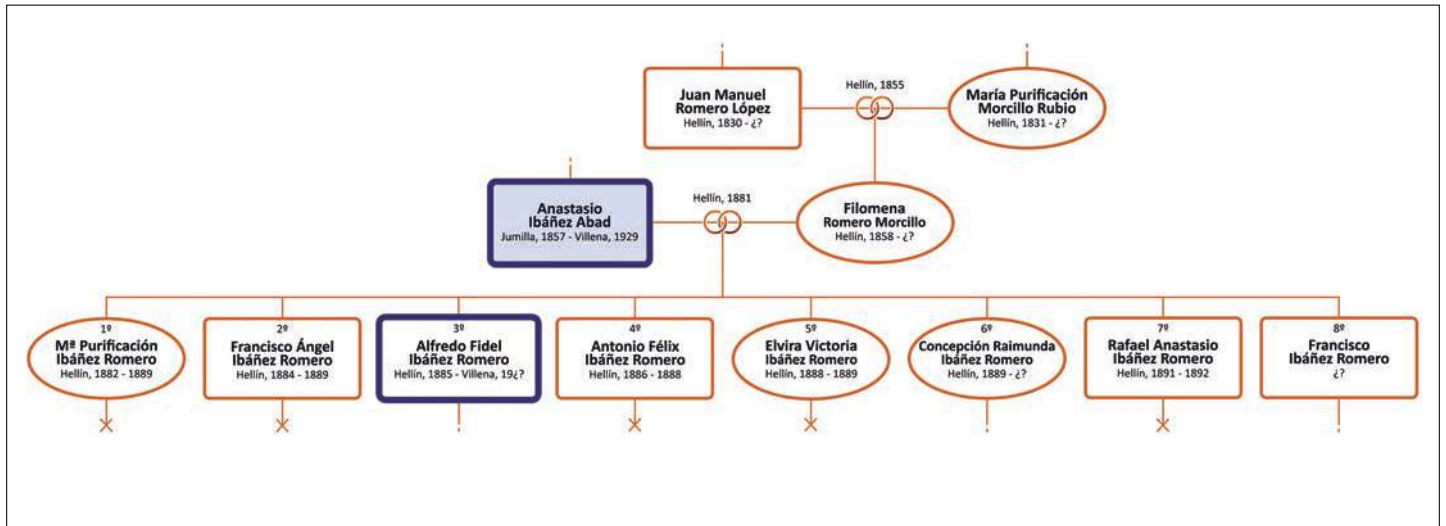 Hellín, 1855
Juan Manuel
Romero López
Hellín, 1830 - ¿?
María Purificación
Morcillo Rubio
Hellín, 1831 - ¿?
Hellín, 1881
Anastasio
Ibáñez Abad
Jumilla, 1857 - Villena, 1929
Filomena
Romero Morcillo
Hellín, 1858 - ¿?
1º
Mª Purificación
Ibáñez Romero
Hellín, 1882 - 1889
2º
Francisco Ángel
Ibáñez Romero
Hellín, 1884 - 1889
3º
Alfredo Fidel
Ibáñez Romero
Hellín, 1885 - Villena, 19¿?
4º
Antonio Félix
Ibáñez Romero
Hellín, 1886 - 1888
5º
Elvira Victoria
Ibáñez Romero
Hellín, 1888 - 1889
6º
Concepción Raimunda
Ibáñez Romero
Hellín, 1889 - ¿?
7º
Rafael Anastasio
Ibáñez Romero
Hellín, 1891 - 1892
8º
Francisco
Ibáñez Romero
¿?